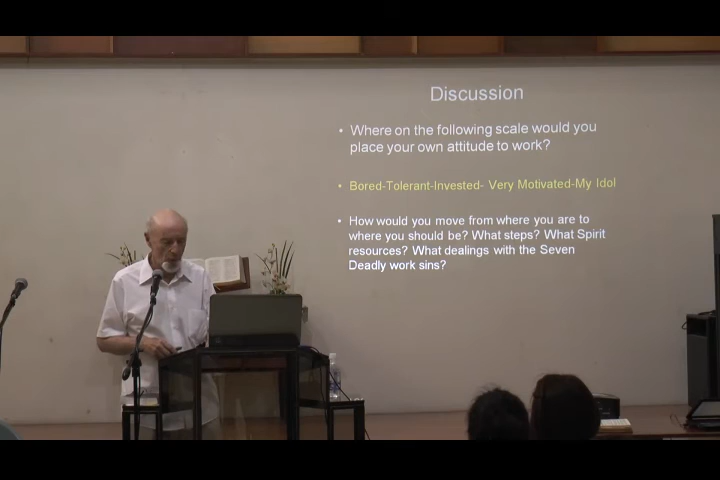 Discussion
• Where on the following scale would you
place your own attitude to work?
• Bored-Tolerant-Invested- Very Motivated-My Idol
• How would you move from where you are to
where you should be? What steps? What Spirit
resources? What dealings with the Seven
Deadly work sins?